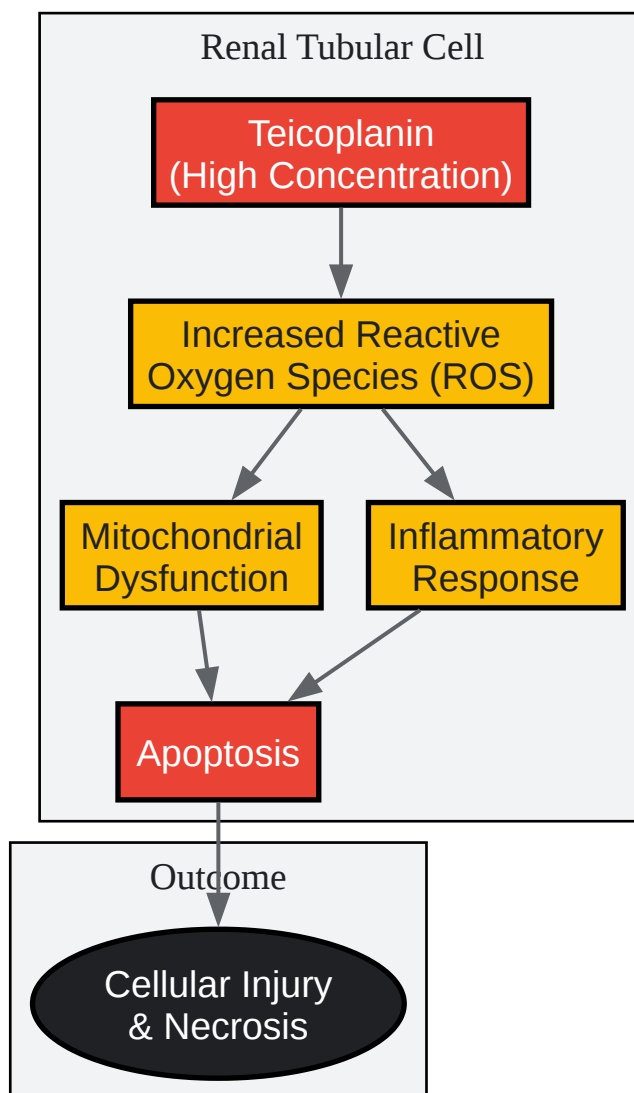 Renal Tubular Cell
Teicoplanin
(High Concentration)
Increased Reactive
Oxygen Species (ROS)
Mitochondrial
Dysfunction
Inflammatory
Response
Apoptosis
Outcome
Cellular Injury
& Necrosis